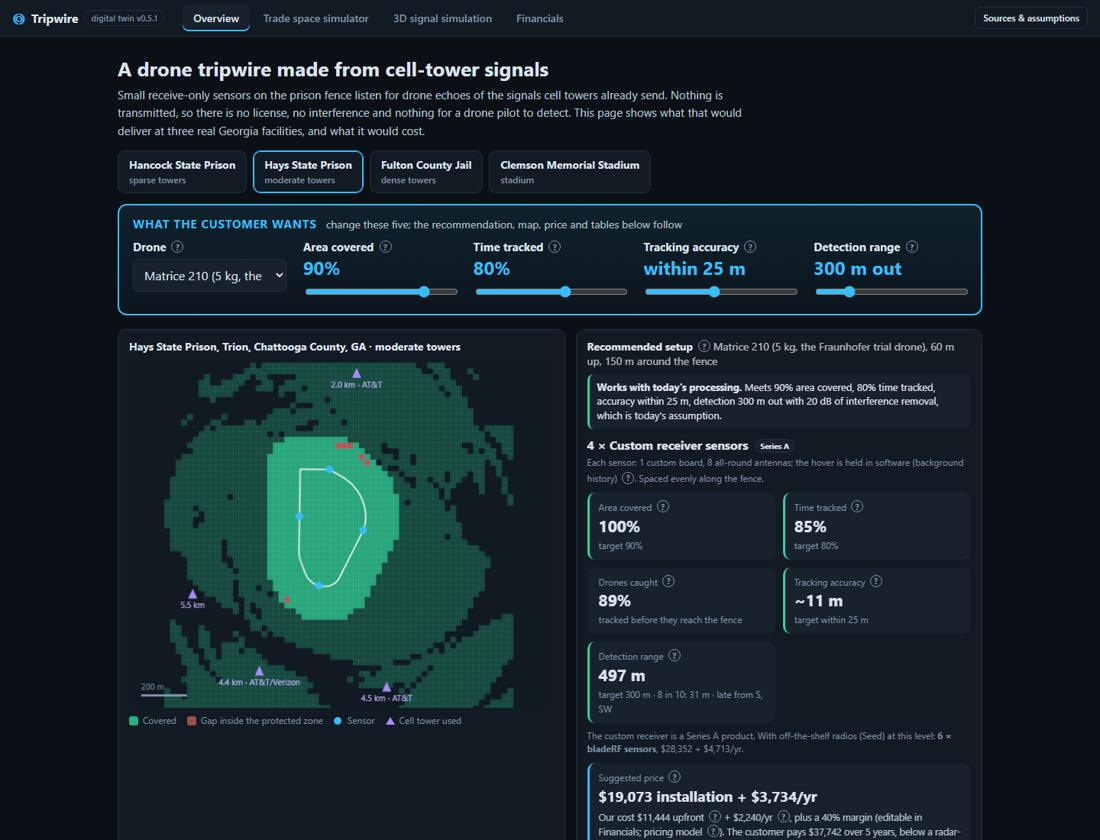 Tripwire digital twin v0.5.1 Overview Trade space simulator 3D signal simulation Financials Sources & assumptions
A drone tripwire made from cell-tower signals
Small receive-only sensors on the prison fence listen for drone echoes of the signals cell towers already send. Nothing is
transmitted, so there is no license, no interference and nothing for a drone pilot to detect. This page shows what that would
deliver at three real Georgia facilities, and what it would cost.
Hancock State Prison
sparse towers
Hays State Prison
moderate towers
Fulton County Jail
dense towers
Clemson Memorial Stadium
stadium
WHAT THE CUSTOMER WANTS change these five; the recommendation, map, price and tables below follow
Drone ?
Matrice 210 (5 kg, the
Area covered ?
90%
Time tracked ?
80%
Tracking accuracy ?
within 25 m
Detection range ?
300 m out
Hays State Prison, Trion, Chattooga County, GA · moderate towers
2.0 km · AT&T
5.5 km
4.4 km · AT&T/Verizon
4.5 km · AT&T
200 m
Covered Gap inside the protected zone Sensor Cell tower used
Recommended setup ? Matrice 210 (5 kg, the Fraunhofer trial drone), 60 m
up, 150 m around the fence
Works with today's processing. Meets 90% area covered, 80% time tracked,
accuracy within 25 m, detection 300 m out with 20 dB of interference removal,
which is today's assumption.
4 × Custom receiver sensors Series A
Each sensor: 1 custom board, 8 all-round antennas; the hover is held in software (background
history) ?. Spaced evenly along the fence.
Area covered ?
100%
target 90%
Time tracked ?
85%
target 80%
Drones caught ?
89%
tracked before they reach the fence
Tracking accuracy ?
~11 m
target within 25 m
Detection range ?
497 m
target 300 m · 8 in 10: 31 m · late from S,
SW
The custom receiver is a Series A product. With off-the-shelf radios (Seed) at this level: 6 ×
bladeRF sensors, $28,352 + $4,713/yr.
Suggested price ?
$19,073 installation + $3,734/yr
Our cost $11,444 upfront ? + $2,240/yr ?, plus a 40% margin (editable in
Financials; pricing model ?). The customer pays $37,742 over 5 years, below a radar-